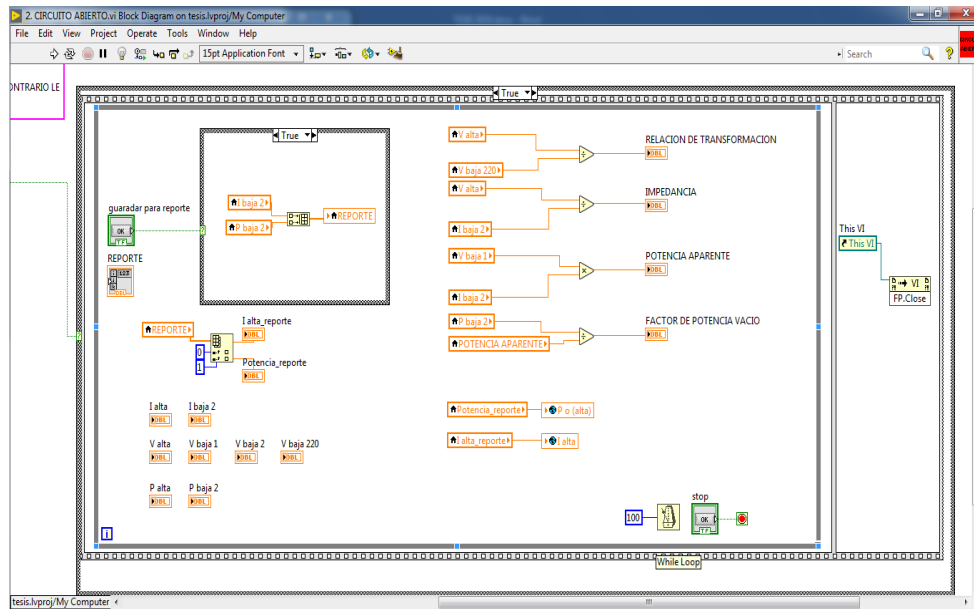 2. CIRCUITO ABIERTO.vi Block Diagram on tesis.lvproj/My Computer
File Edit View Project Operate Tools Window Help
15pt Application Font
Search
ONTRARIO LE
True
True
V alta
RELACION DE TRANSFORMACION
DBL
V baja 220
V alta
IMPEDANCIA
DBL
I baja 2
I baja 2
REPORTE
P baja 2
guaradar para reporte
OK
TF
REPORTE
V baja 1
POTENCIA APARENTE
DBL
I baja 2
This VI
This VI
VI
FP.Close
REPORTE
I alta_reporte
DBL
0
1
Potencia_reporte
DBL
P baja 2
FACTOR DE POTENCIA VACIO
DBL
POTENCIA APARENTE
I alta I baja 2
DBL DBL
Potencia_reporte P o (alta)
V alta V baja 1 V baja 2 V baja 220
DBL DBL DBL DBL
I alta_reporte I alta
P alta P baja 2
DBL DBL
stop
100
OK
TF
i
While Loop
tesis.lvproj/My Computer